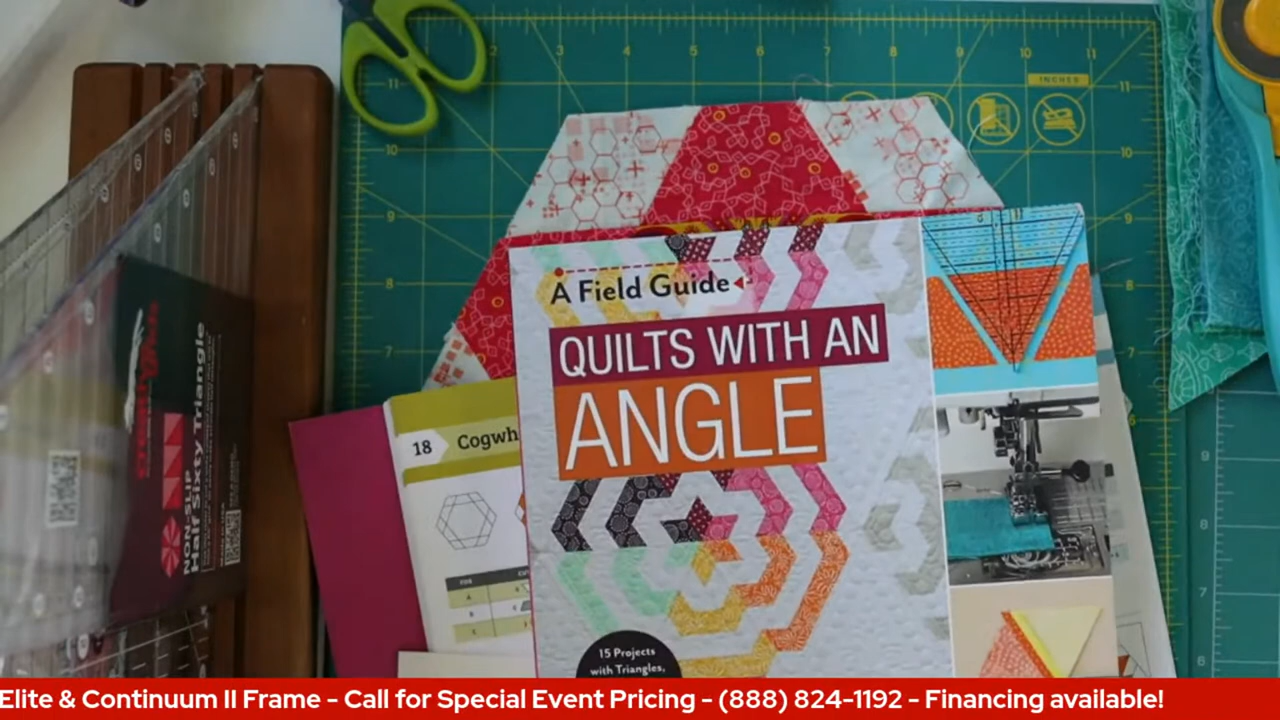 A Field Guide
QUILTS WITH AN
ANGLE
15 Projects
with Triangles,
18 Cogwh
NON-SLIP
Half Sixty Triangle
INCHES
Elite & Continuum II Frame - Call for Special Event Pricing - (888) 824-1192 - Financing available!